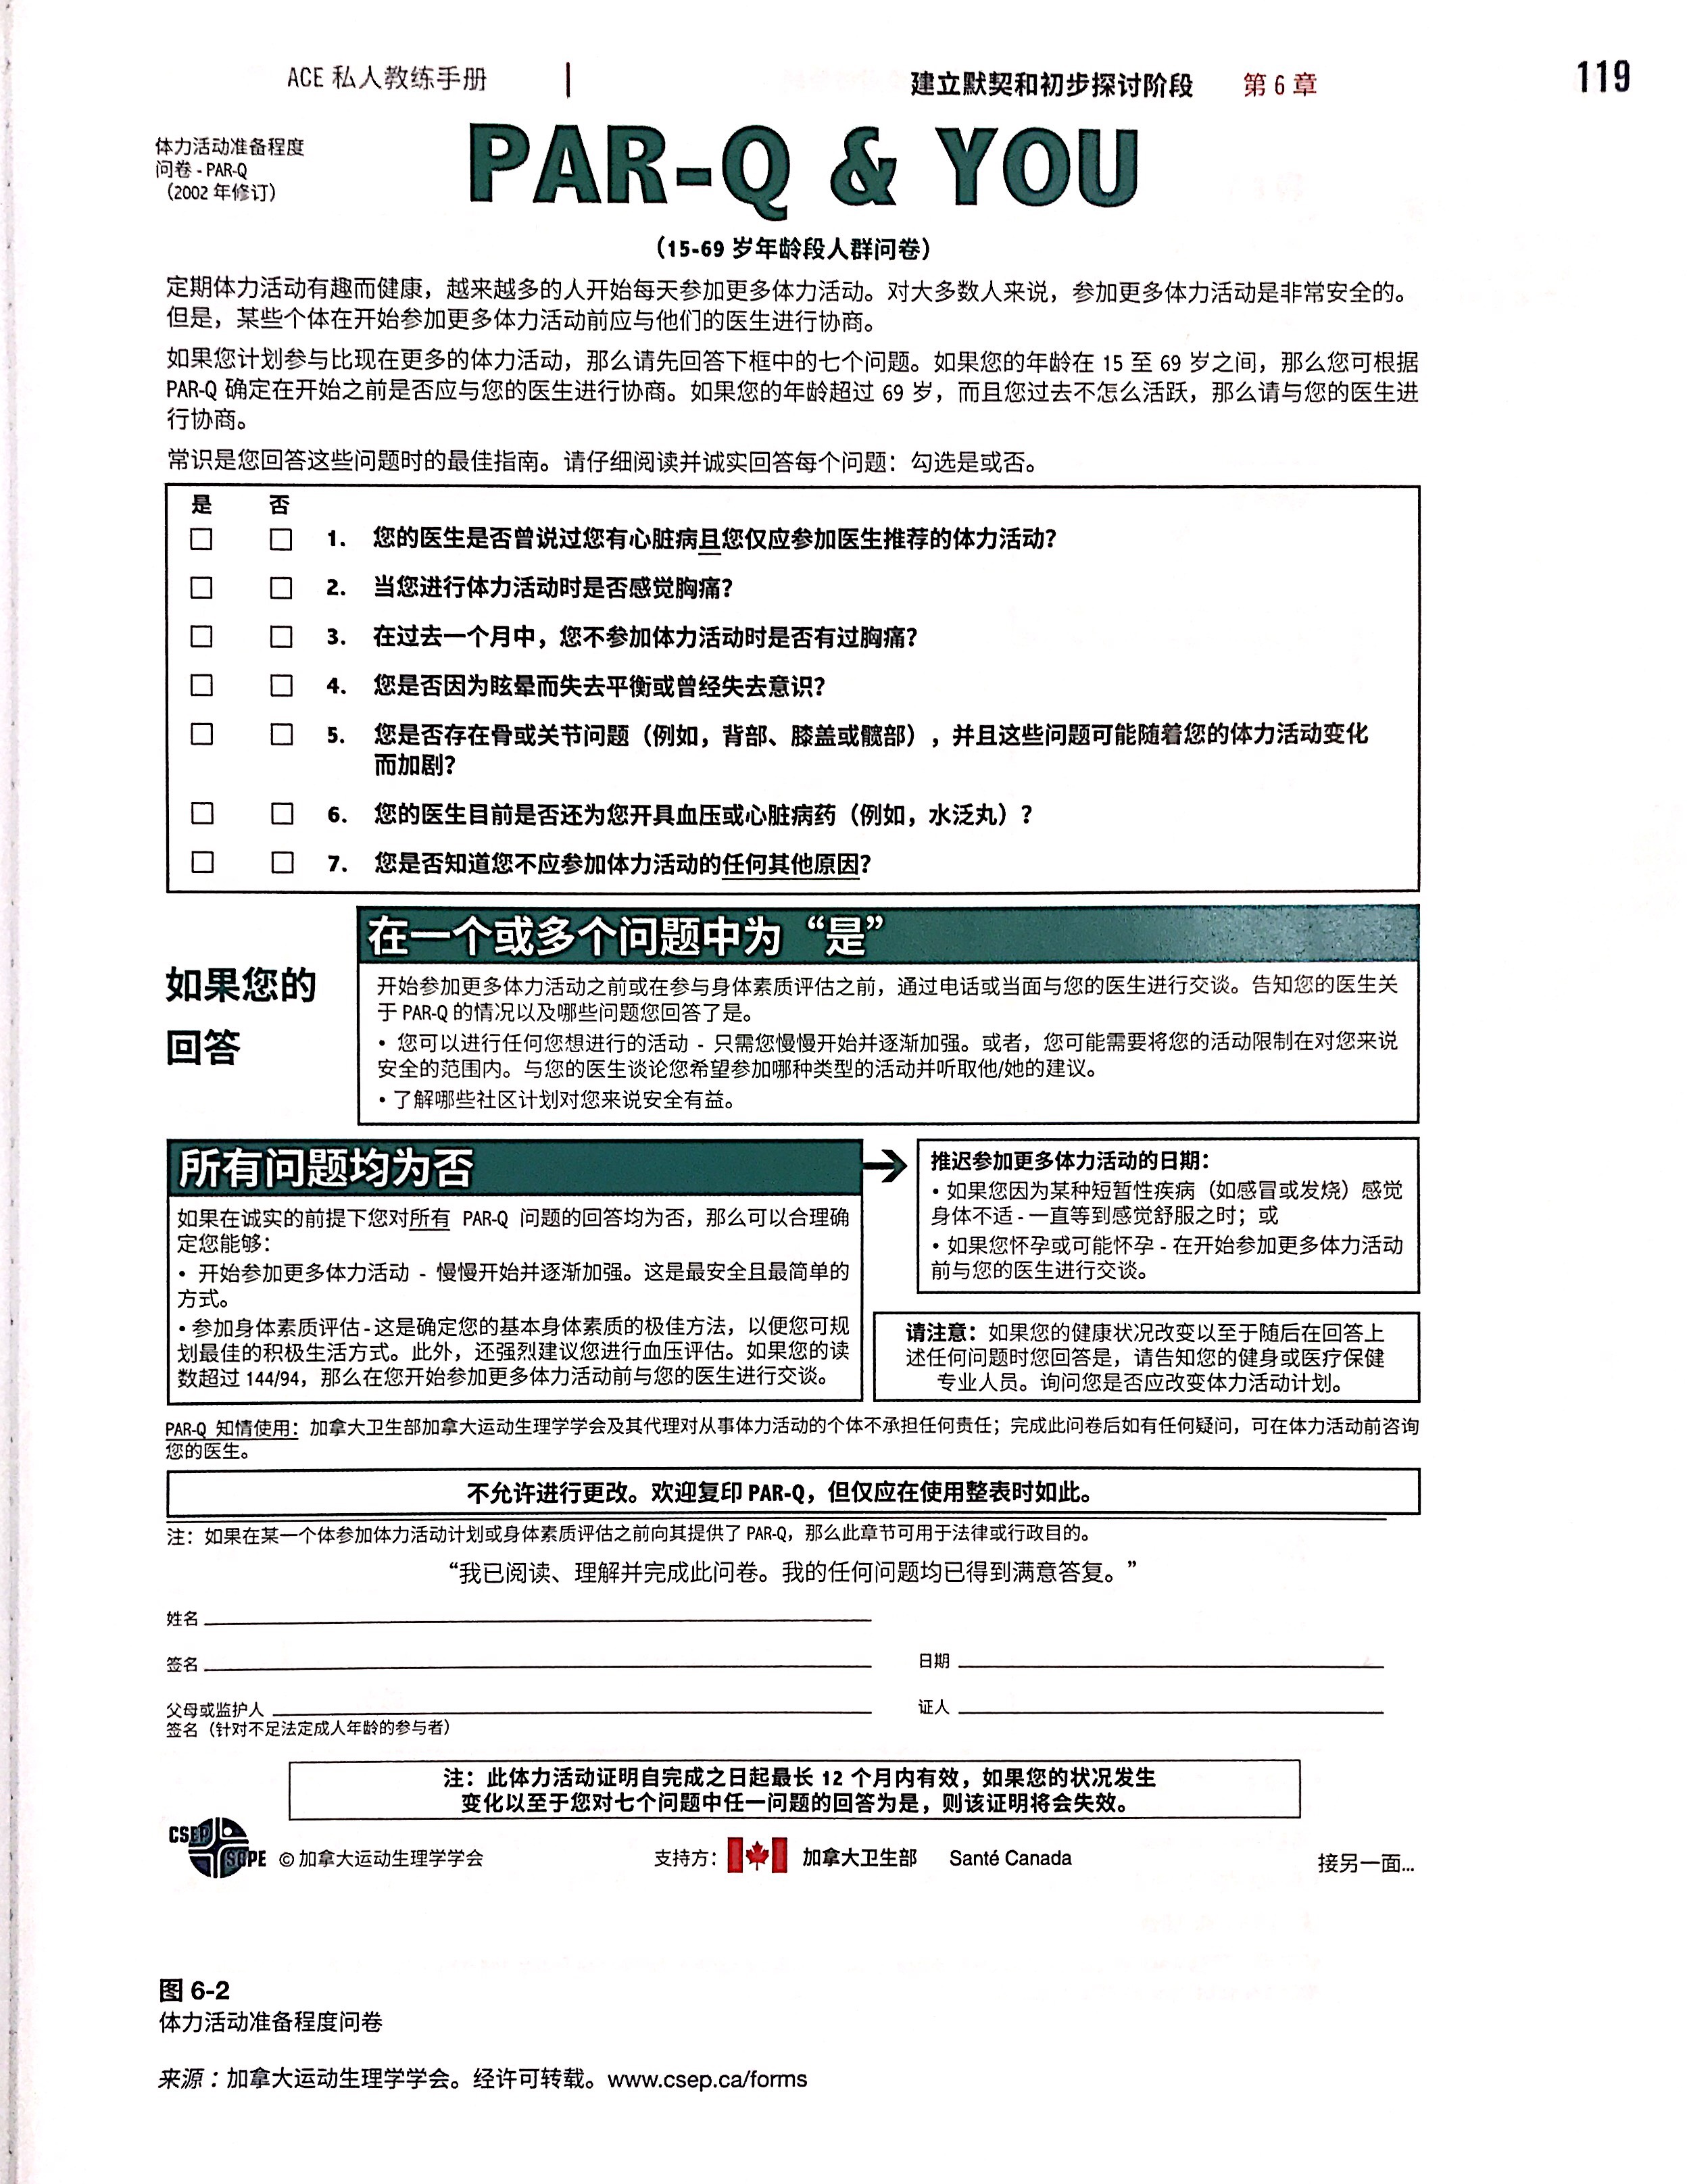 ACE 私人教练手册
建立默契和初步探讨阶段 第 6 章
119
体力活动准备程度
问卷 - PAR-Q
（2002 年修订）
PAR-Q & YOU
（15-69 岁年龄段人群问卷）
定期体力活动有趣而健康，越来越多的人开始每天参加更多体力活动。对大多数人来说，参加更多体力活动是非常安全的。
但是，某些个体在开始参加更多体力活动前应与他们的医生进行协商。
如果您计划参与比现在更多的体力活动，那么请先回答下框中的七个问题。如果您的年龄在 15 至 69 岁之间，那么您可根据
PAR-Q 确定在开始之前是否应与您的医生进行协商。如果您的年龄超过 69 岁，而且您过去不怎么活跃，那么请与您的医生进
行协商。
常识是您回答这些问题时的最佳指南。请仔细阅读并诚实回答每个问题：勾选是或否。
是 否
1. 您的医生是否曾说过您有心脏病且您仅应参加医生推荐的体力活动？
2. 当您进行体力活动时是否感觉胸痛？
3. 在过去一个月中，您不参加体力活动时是否有过胸痛？
4. 您是否因为眩晕而失去平衡或曾经失去意识？
5. 您是否存在骨或关节问题（例如，背部、膝盖或髋部），并且这些问题可能随着您的体力活动变化
而加剧？
6. 您的医生目前是否还为您开具血压或心脏病药（例如，水泛丸）？
7. 您是否知道您不应参加体力活动的任何其他原因？
如果您的
回答
在一个或多个问题中为“是”
开始参加更多体力活动之前或在参与身体素质评估之前，通过电话或当面与您的医生进行交谈。告知您的医生关
于 PAR-Q 的情况以及哪些问题您回答了是。
• 您可以进行任何您想进行的活动 - 只需您慢慢开始并逐渐加强。或者，您可能需要将您的活动限制在对您来说
安全的范围内。与您的医生谈论您希望参加哪种类型的活动并听取他/她的建议。
• 了解哪些社区计划对您来说安全有益。
所有问题均为否
如果在诚实的前提下您对所有 PAR-Q 问题的回答均为否，那么可以合理确
定您能够：
• 开始参加更多体力活动 - 慢慢开始并逐渐加强。这是最安全且最简单的
方式。
• 参加身体素质评估 - 这是确定您的基本身体素质的极佳方法，以便您可规
划最佳的积极生活方式。此外，还强烈建议您进行血压评估。如果您的读
数超过 144/94，那么在您开始参加更多体力活动前与您的医生进行交谈。
推迟参加更多体力活动的日期：
• 如果您因为某种短暂性疾病（如感冒或发烧）感觉
身体不适 - 一直等到感觉舒服之时；或
• 如果您怀孕或可能怀孕 - 在开始参加更多体力活动
前与您的医生进行交谈。
请注意：如果您的健康状况改变以至于随后在回答上
述任何问题时您回答是，请告知您的健身或医疗保健
专业人员。询问您是否应改变体力活动计划。
PAR-Q 知情使用：加拿大卫生部加拿大运动生理学学会及其代理对从事体力活动的个体不承担任何责任；完成此问卷后如有任何疑问，可在体力活动前咨询
您的医生。
不允许进行更改。欢迎复印 PAR-Q，但仅应在使用整表时如此。
注：如果在某一个体参加体力活动计划或身体素质评估之前向其提供了 PAR-Q，那么此章节可用于法律或行政目的。
“我已阅读、理解并完成此问卷。我的任何问题均已得到满意答复。”
姓名
签名 日期
父母或监护人 证人
签名（针对不足法定成人年龄的参与者）
注：此体力活动证明自完成之日起最长 12 个月内有效，如果您的状况发生
变化以至于您对七个问题中任一问题的回答为是，则该证明将会失效。
CSEP
SCPE © 加拿大运动生理学学会 支持方： 加拿大卫生部 Santé Canada 接另一面...
图 6-2
体力活动准备程度问卷
来源：加拿大运动生理学学会。经许可转载。www.csep.ca/forms